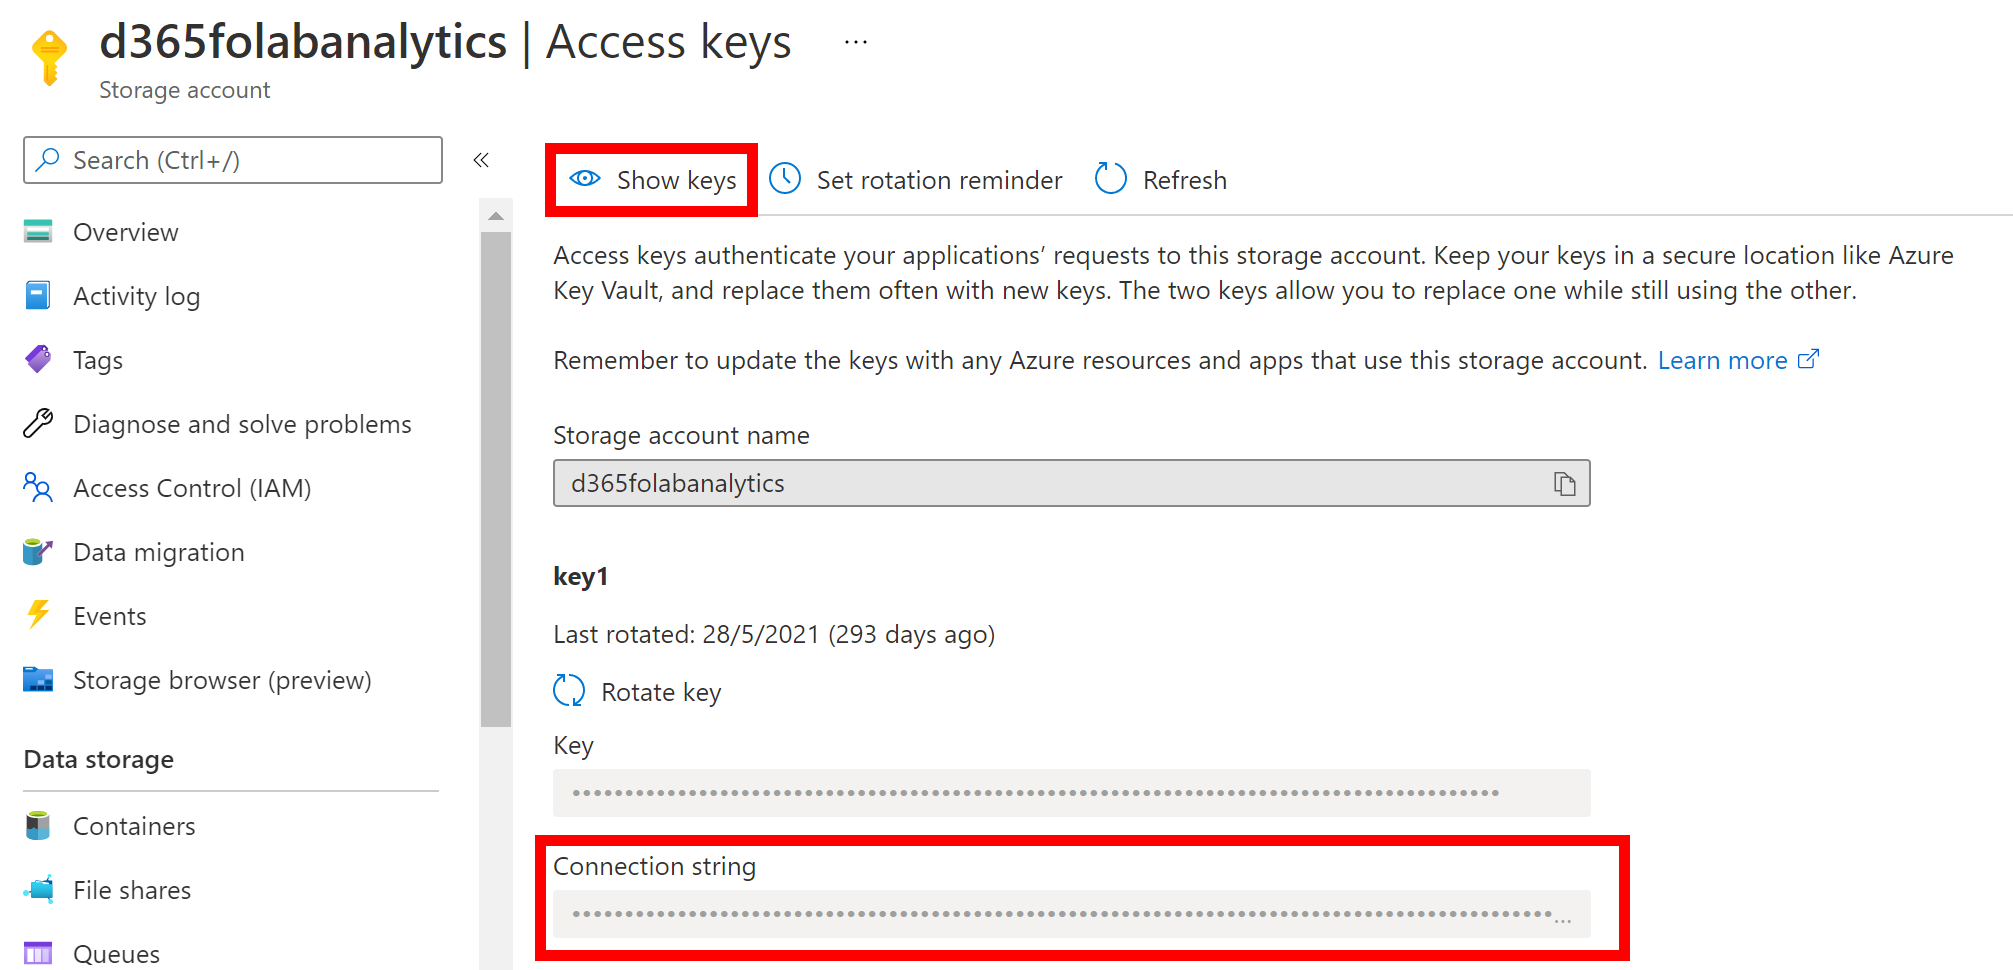 d365folabanalytics | Access keys ...
Storage account
Search (Ctrl+/)
«
Overview
Activity log
Tags
Diagnose and solve problems
Access Control (IAM)
Data migration
Events
Storage browser (preview)
Data storage
Containers
File shares
Queues
Show keys
Set rotation reminder
Refresh
Access keys authenticate your applications’ requests to this storage account. Keep your keys in a secure location like Azure
Key Vault, and replace them often with new keys. The two keys allow you to replace one while still using the other.
Remember to update the keys with any Azure resources and apps that use this storage account. Learn more
Storage account name
d365folabanalytics
key1
Last rotated: 28/5/2021 (293 days ago)
Rotate key
Key
Connection string